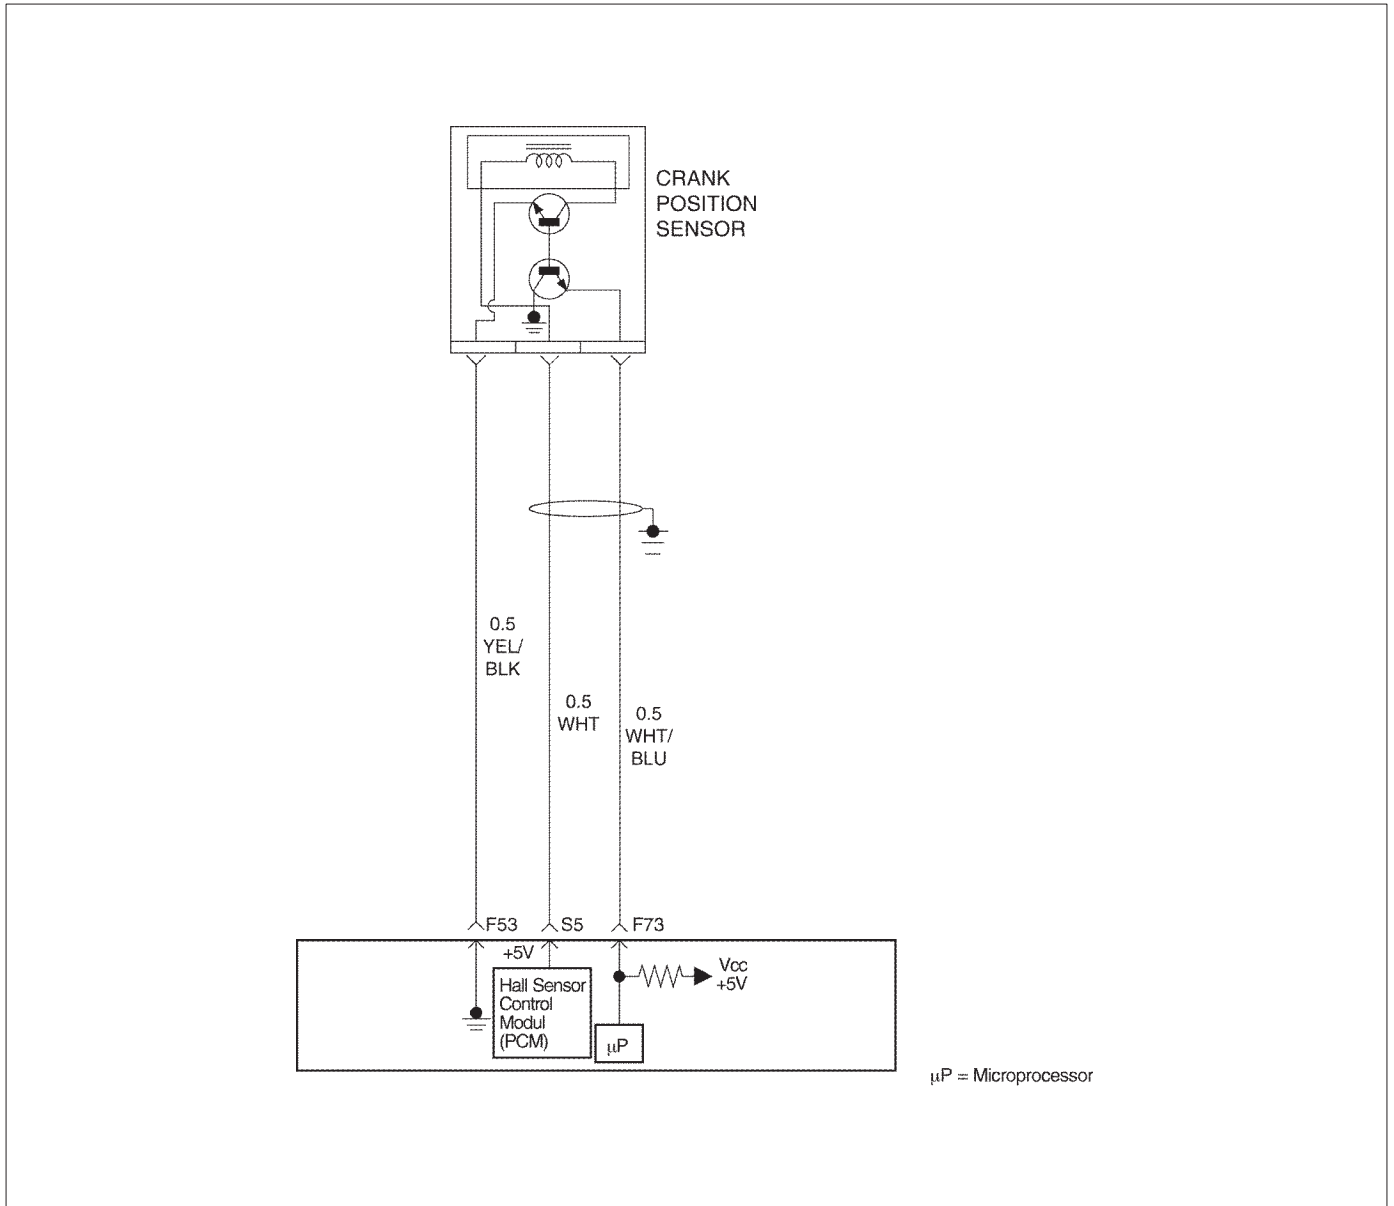 CRANK
POSITION
SENSOR
0.5
YEL/
BLK
0.5
WHT
0.5
WHT/
BLU
F53
S5
F73
+5V
Hall Sensor
Control
Modul
(PCM)
Vcc
+5V
µP
µP = Microprocessor